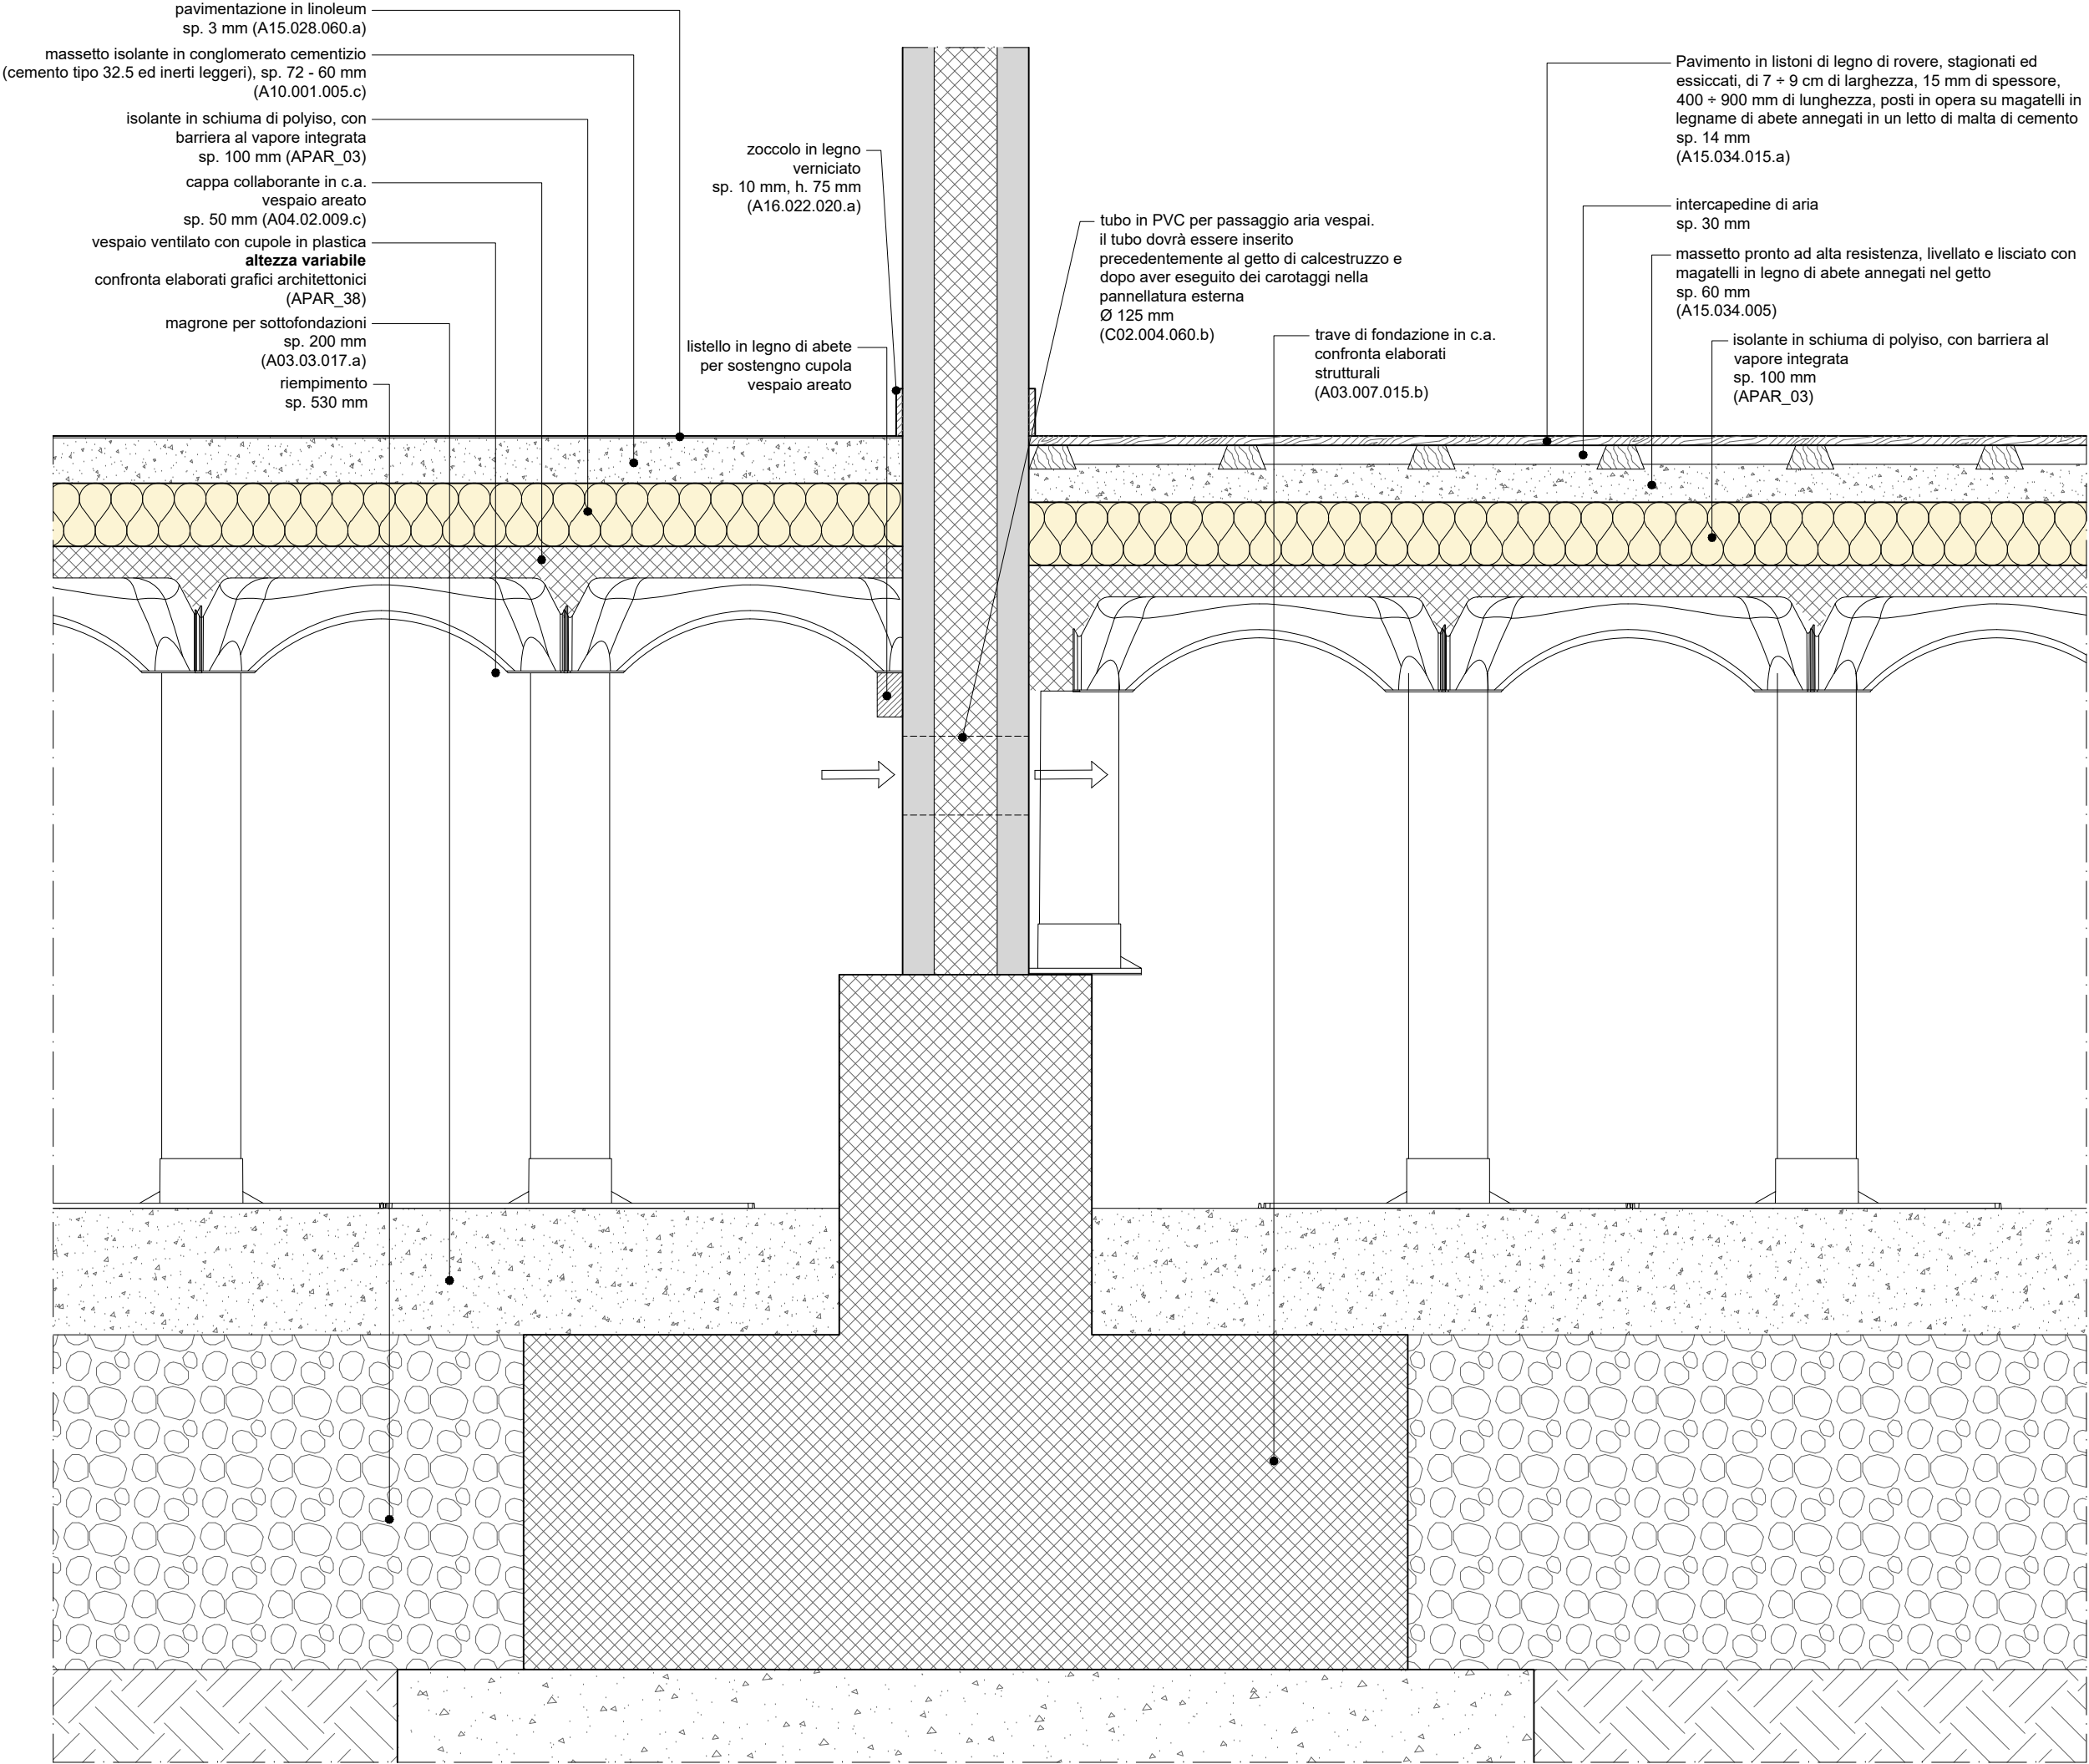 pavimentazione in linoleum
sp. 3 mm (A15.028.060.a)
massetto isolante in conglomerato cementizio
(cemento tipo 32.5 ed inerti leggeri), sp. 72 - 60 mm
(A10.001.005.c)
isolante in schiuma di polyiso, con
barriera al vapore integrata
sp. 100 mm (APAR_03)
cappa collaborante in c.a.
vespaio areato
sp. 50 mm (A04.02.009.c)
vespaio ventilato con cupole in plastica
altezza variabile
confronta elaborati grafici architettonici
(APAR_38)
magrone per sottofondazioni
sp. 200 mm
(A03.03.017.a)
riempimento
sp. 530 mm
zoccolo in legno
verniciato
sp. 10 mm, h. 75 mm
(A16.022.020.a)
listello in legno di abete
per sostengno cupola
vespaio areato
tubo in PVC per passaggio aria vespai.
il tubo dovrà essere inserito
precedentemente al getto di calcestruzzo e
dopo aver eseguito dei carotaggi nella
pannellatura esterna
Ø 125 mm
(C02.004.060.b)
trave di fondazione in c.a.
confronta elaborati
strutturali
(A03.007.015.b)
Pavimento in listoni di legno di rovere, stagionati ed
essiccati, di 7 ÷ 9 cm di larghezza, 15 mm di spessore,
400 ÷ 900 mm di lunghezza, posti in opera su magatelli in
legname di abete annegati in un letto di malta di cemento
sp. 14 mm
(A15.034.015.a)
intercapedine di aria
sp. 30 mm
massetto pronto ad alta resistenza, livellato e lisciato con
magatelli in legno di abete annegati nel getto
sp. 60 mm
(A15.034.005)
isolante in schiuma di polyiso, con barriera al
vapore integrata
sp. 100 mm
(APAR_03)